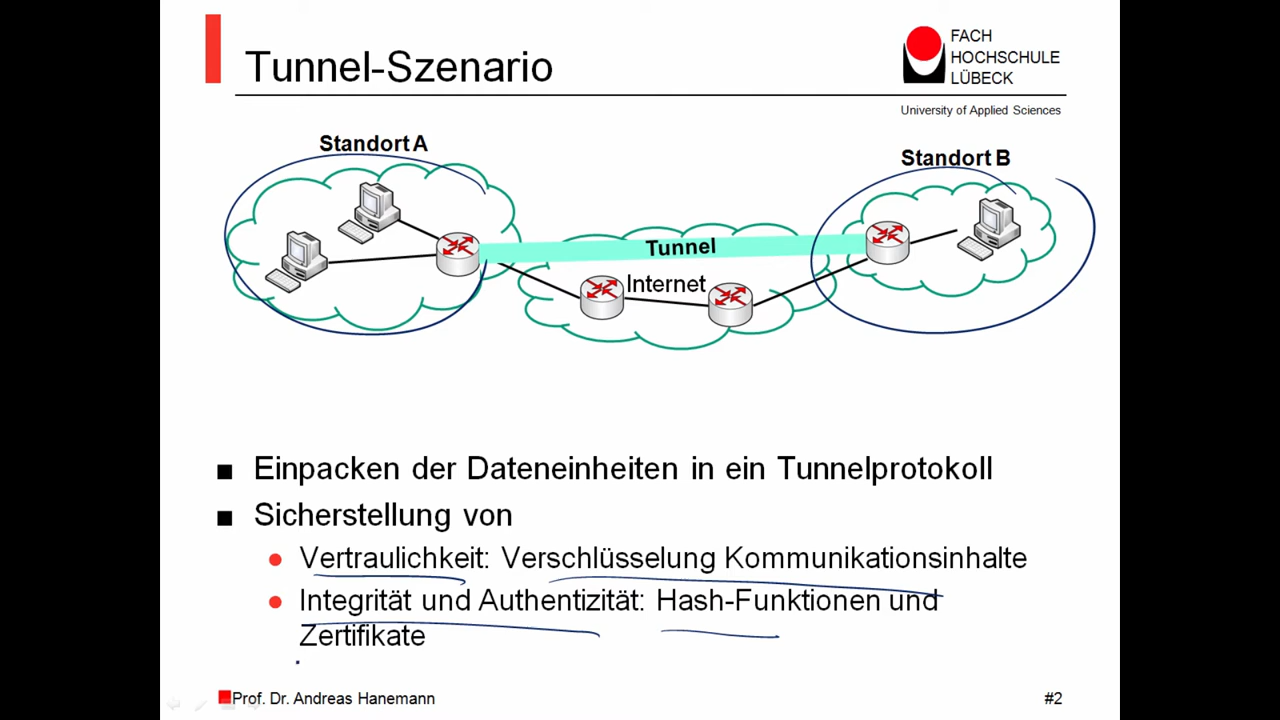 Tunnel-Szenario
FACH
HOCHSCHULE
LÜBECK
University of Applied Sciences
Standort A
Standort B
Tunnel
Internet
Einpacken der Dateneinheiten in ein Tunnelprotokoll
Sicherstellung von
Vertraulichkeit: Verschlüsselung Kommunikationsinhalte
Integrität und Authentizität: Hash-Funktionen und
Zertifikate
Prof. Dr. Andreas Hanemann
#2